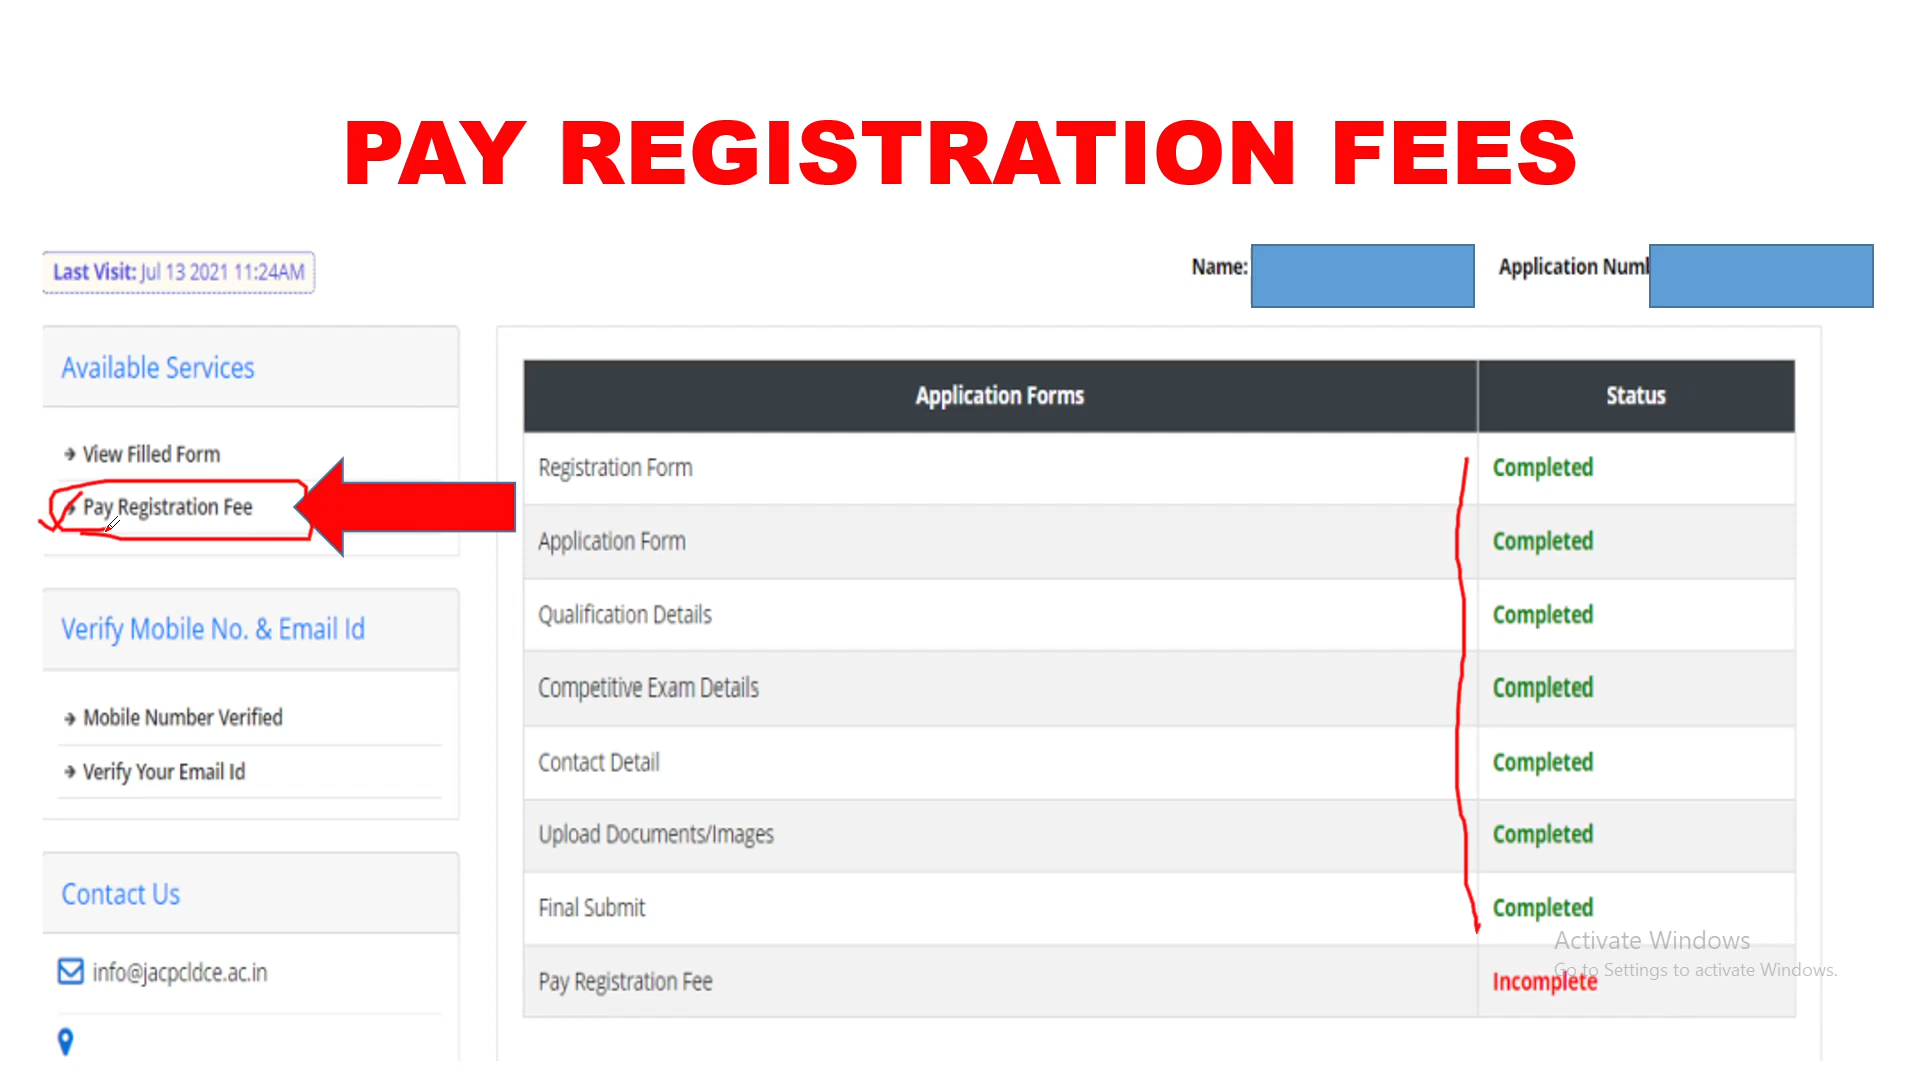 PAY REGISTRATION FEES
Last Visit: Jul 13 2021 11:24AM
Name:
Application Num
Available Services
View Filled Form
Pay Registration Fee
Verify Mobile No. & Email Id
Mobile Number Verified
Verify Your Email Id
Contact Us
info@jacpcldce.ac.in
Application Forms Status
Registration Form Completed
Application Form Completed
Qualification Details Completed
Competitive Exam Details Completed
Contact Detail Completed
Upload Documents/Images Completed
Final Submit Completed
Pay Registration Fee Incomplete
Activate Windows
Go to Settings to activate Windows.